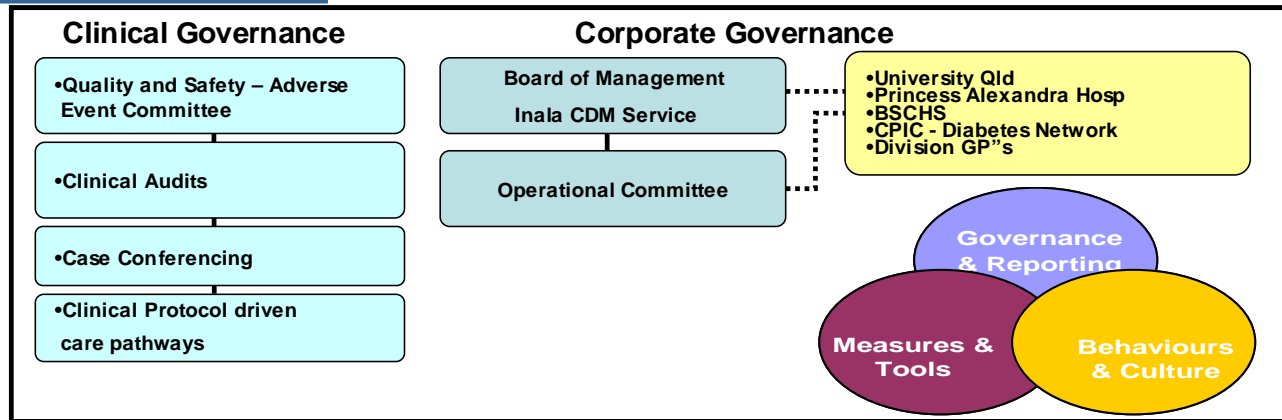 Clinical Governance
•Quality and Safety – Adverse
Event Committee
•Clinical Audits
•Case Conferencing
•Clinical Protocol driven
care pathways
Corporate Governance
Board of Management
Inala CDM Service
Operational Committee
•University Qld
•Princess Alexandra Hosp
•BSCHS
•CPIC - Diabetes Network
•Division GP”s
Governance
& Reporting
Measures &
Tools
Behaviours
& Culture